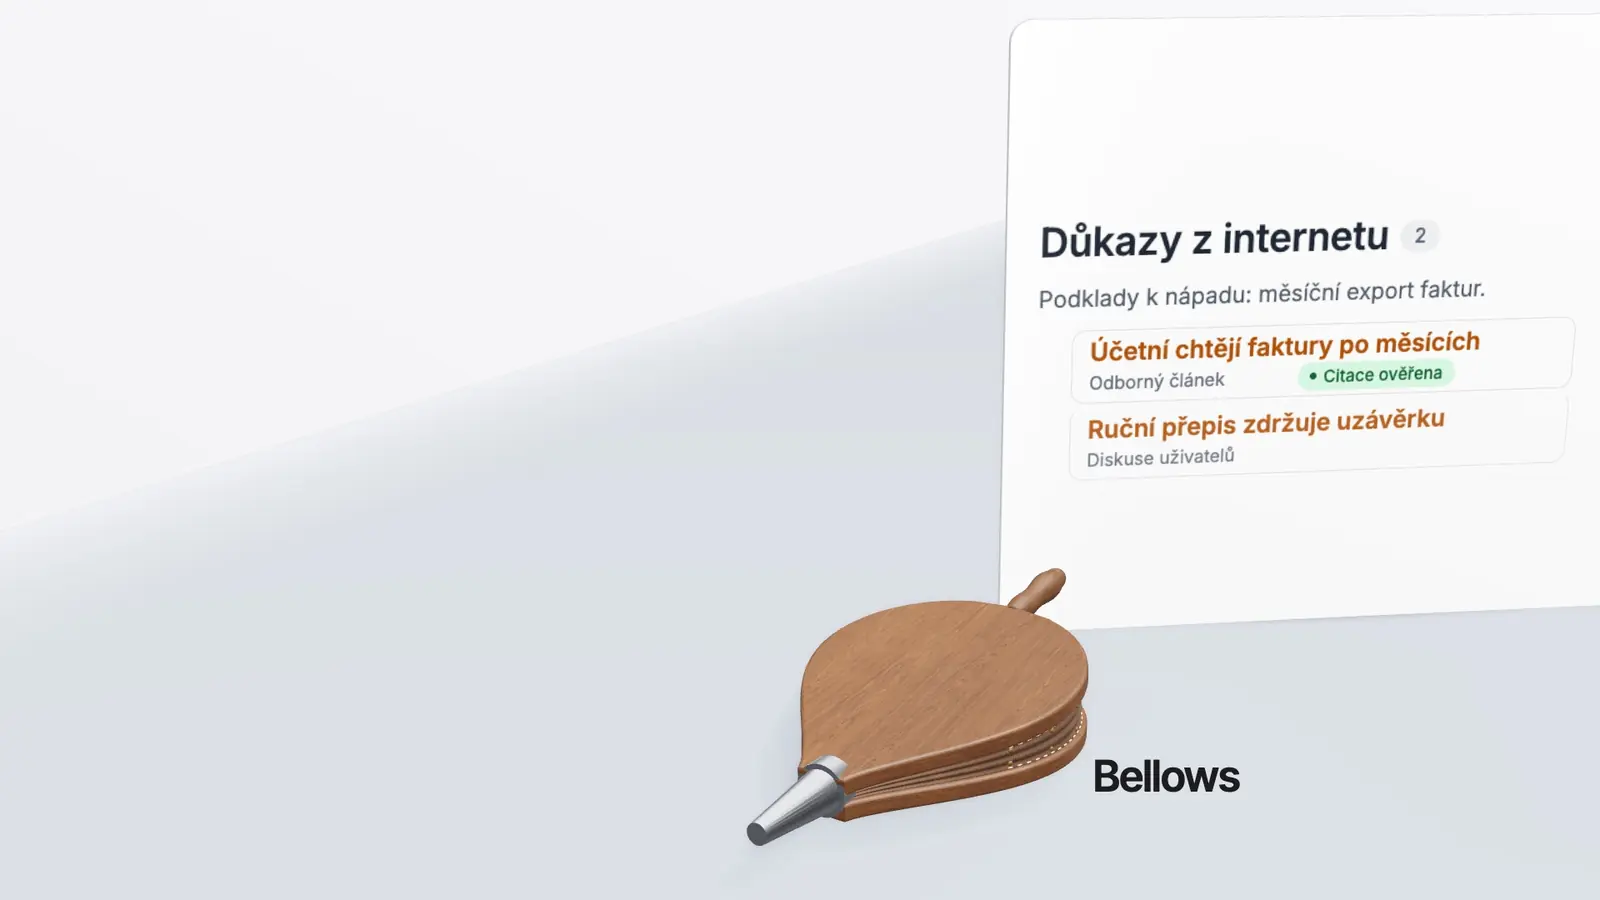 Důkazy z internetu 2
Podklady k nápadu: měsíční export faktur.
Účetní chtějí faktury po měsících
Odborný článek • Citace ověřena
Ruční přepis zdržuje uzávěrku
Diskuse uživatelů
Bellows